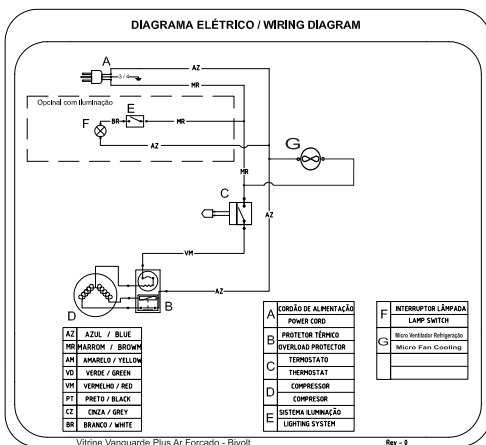 DIAGRAMA ELÉTRICO / WIRING DIAGRAM
A
AZ
3/4
MR
Opcinal com iluminação
E
F
BR
MR
AZ
G
MR
C
AZ
VM
D
AZ
B
AZ AZUL / BLUE
MR MARROM / BROWM
AM AMARELO / YELLOW
VD VERDE / GREEN
VM VERMELHO / RED
PT PRETO / BLACK
CZ CINZA / GREY
BR BRANCO / WHITE
A CORDÃO DE ALIMENTAÇÃO
POWER CORD
B PROTETOR TÉRMICO
OVERLOAD PROTECTOR
C TERMOSTATO
THERMOSTAT
D COMPRESSOR
COMPRESOR
E SISTEMA ILUMINAÇÃO
LIGHTING SYSTEM
F INTERRUPTOR LÂMPADA
LAMP SWITCH
G Micro Ventilador Refrigeração
Micro Fan Cooling
Vitrine Vanguarde Plus Ar Forçado - Bivolt
Rev - 0